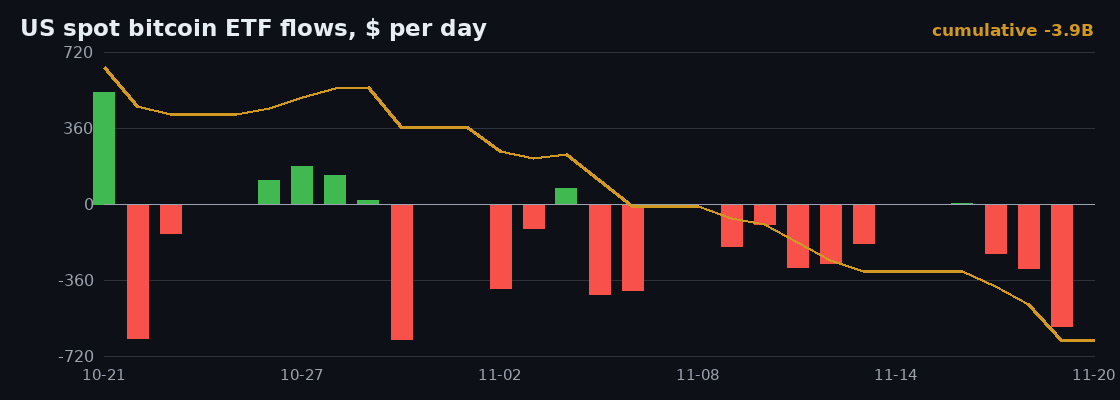 US spot bitcoin ETF flows, $ per day
cumulative -3.9B
720
360
0
-360
-720
10-21 10-27 11-02 11-08 11-14 11-20